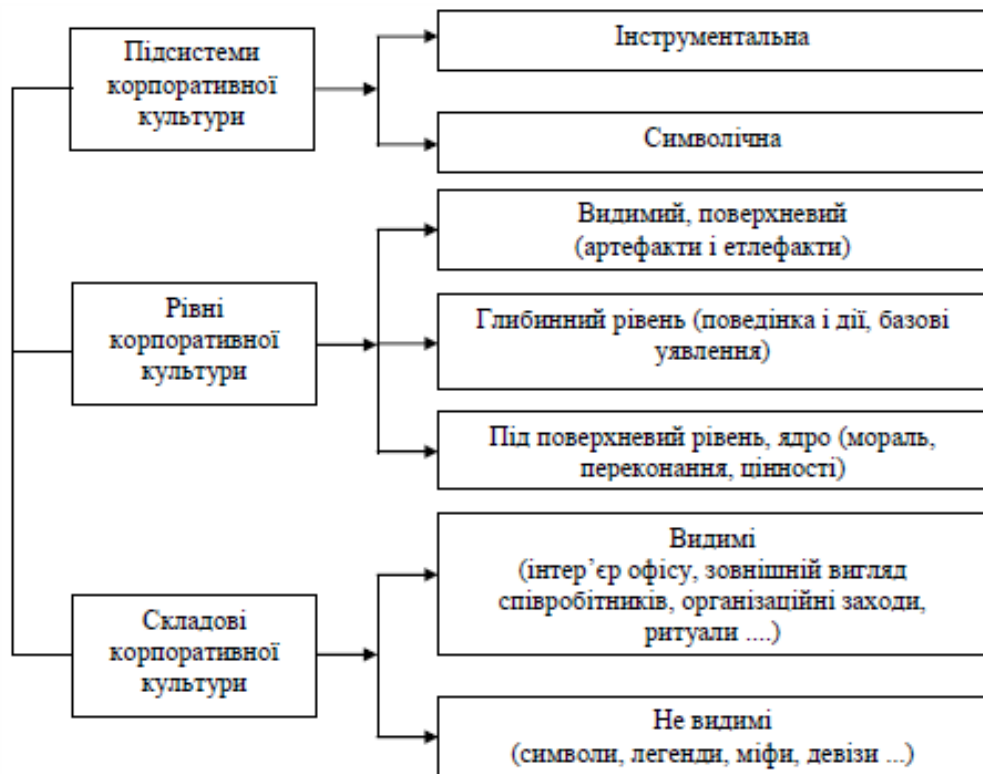 Підсистеми
корпоративної
культури
Інструментальна
Символічна
Рівні
корпоративної
культури
Видимий, поверхневий
(артефакти і етлефакти)
Глибинний рівень (поведінка і дії, базові
уявлення)
Під поверхневий рівень, ядро (мораль,
переконання, цінності)
Складові
корпоративної
культури
Видимі
(інтер’єр офісу, зовнішній вигляд
співробітників, організаційні заходи,
ритуали ....)
Не видимі
(символи, легенди, міфи, девізи ...)